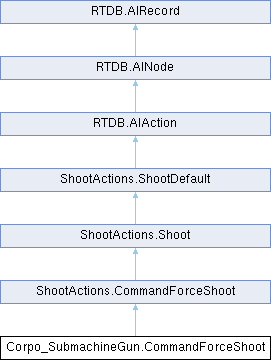 RTDB.AIRecord
RTDB.AINode
RTDB.AIAction
ShootActions.ShootDefault
ShootActions.Shoot
ShootActions.CommandForceShoot
Corpo_SubmachineGun.CommandForceShoot